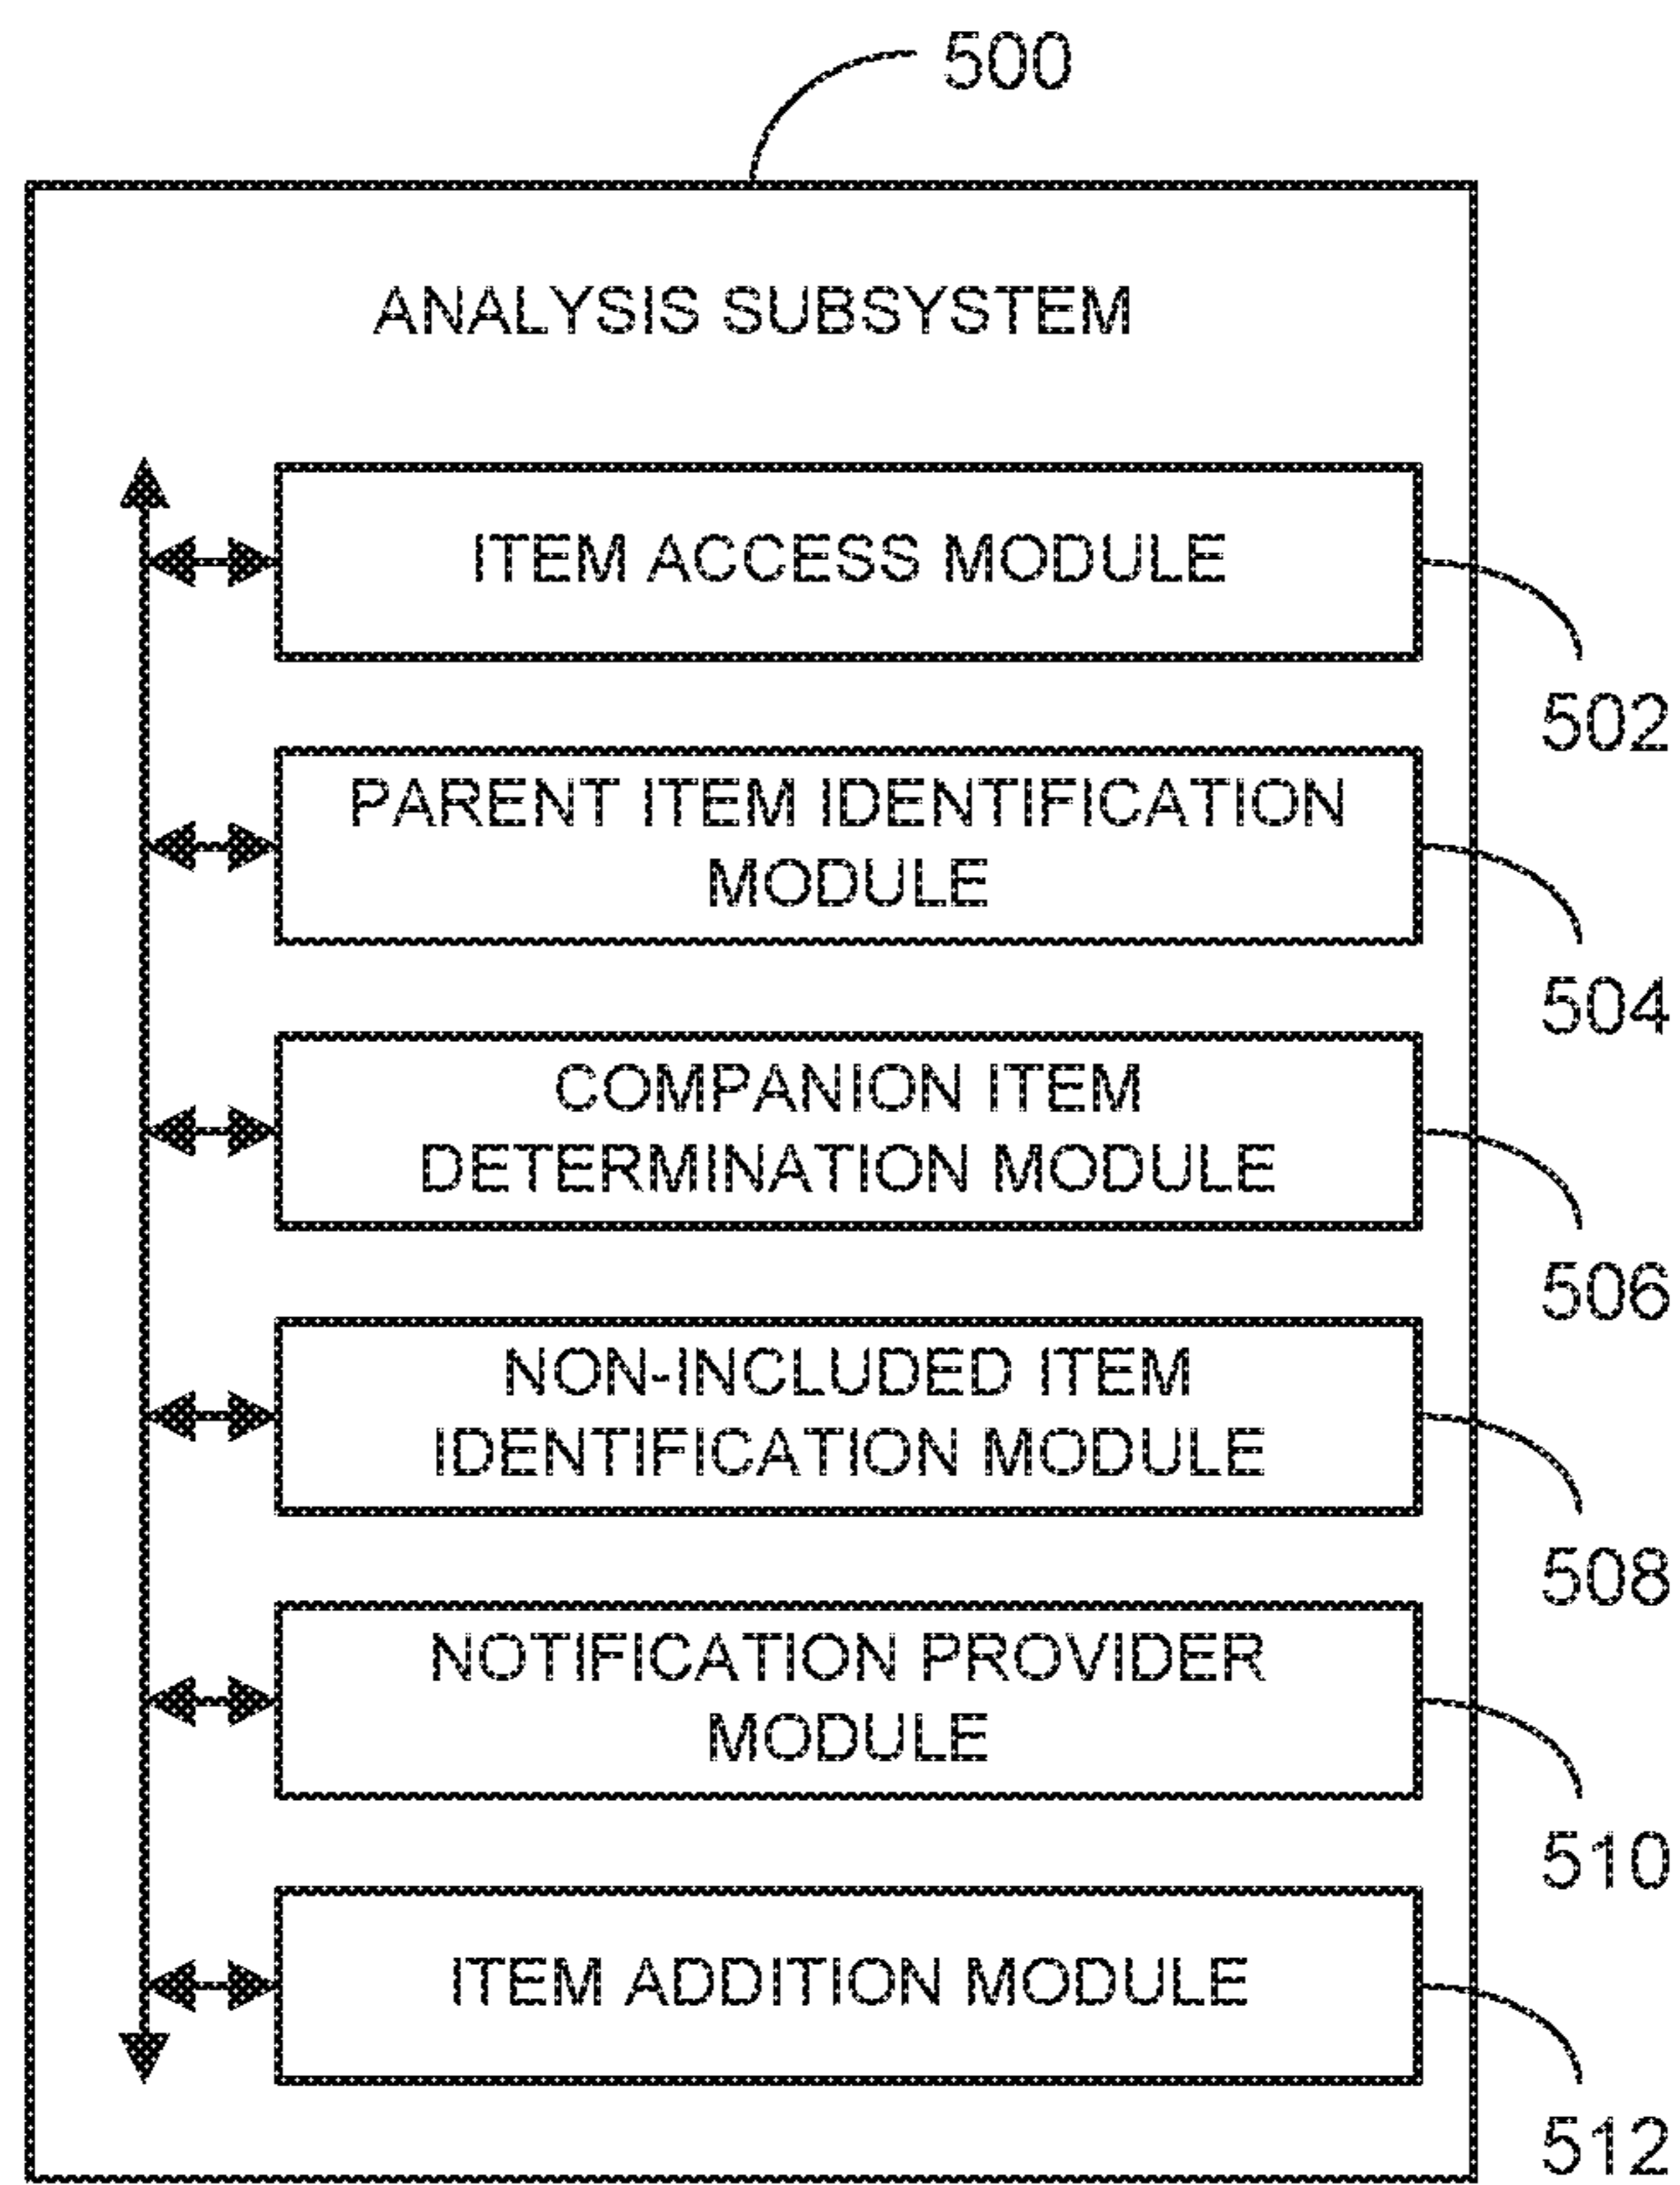 500
ANALYSIS SUBSYSTEM
ITEM ACCESS MODULE
502
PARENT ITEM IDENTIFICATION
MODULE
504
COMPANION ITEM
DETERMINATION MODULE
506
NON-INCLUDED ITEM
IDENTIFICATION MODULE
508
NOTIFICATION PROVIDER
MODULE
510
ITEM ADDITION MODULE
512